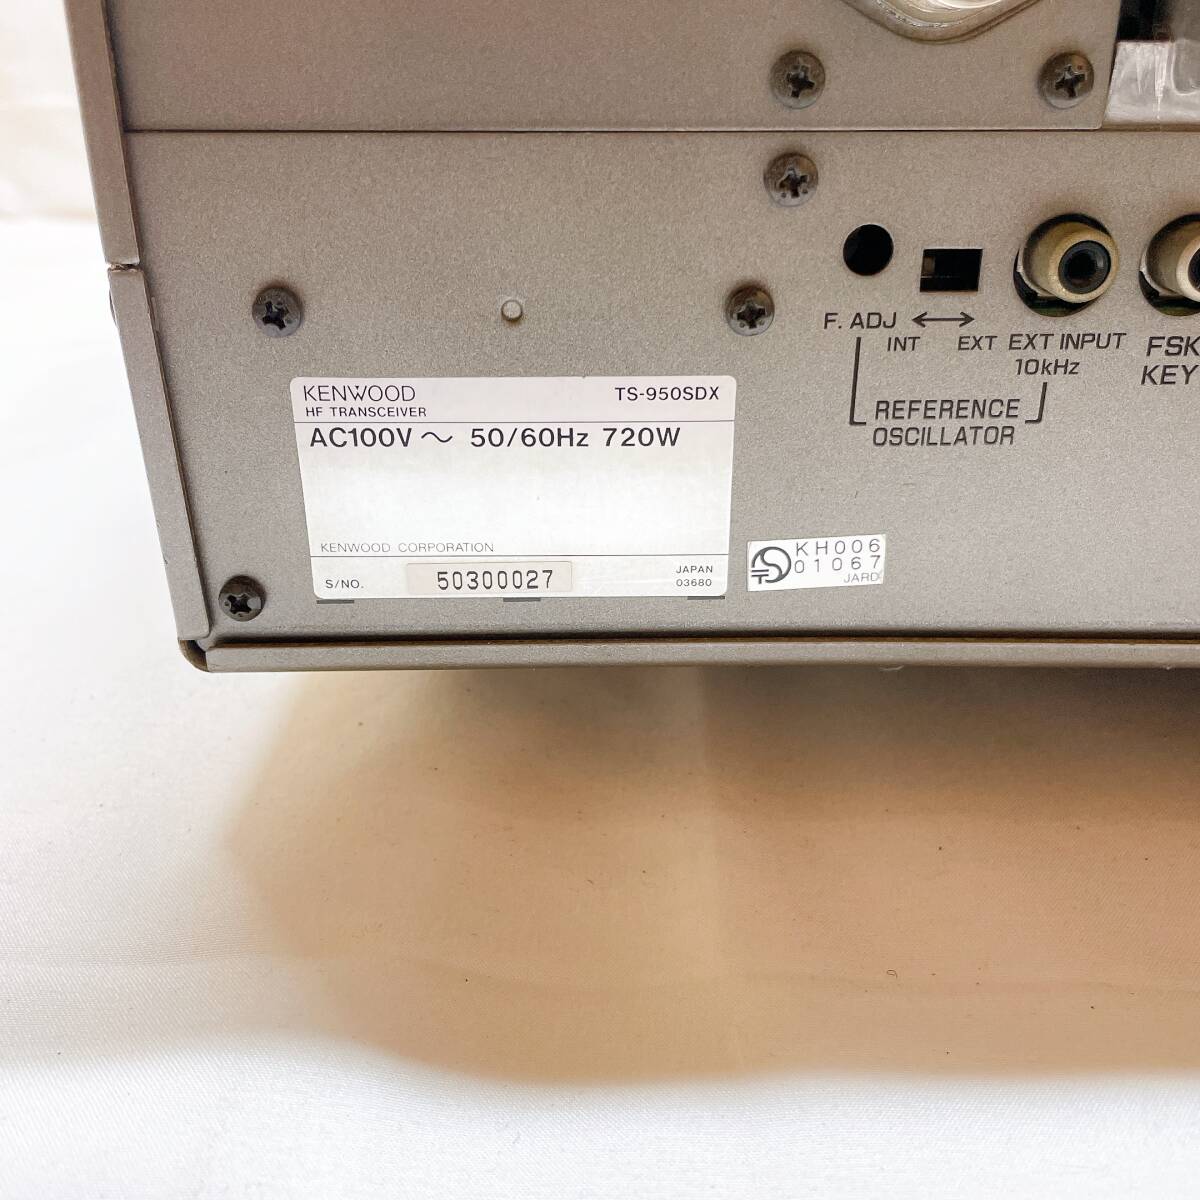 F. ADJ ⟷
INT EXT
EXT INPUT
10kHz
FSK
KEY
REFERENCE
OSCILLATOR
KENWOOD TS-950SDX
HF TRANSCEIVER
AC100V ～ 50/60Hz 720W
KENWOOD CORPORATION
S/NO. 50300027
JAPAN
03680
KH006
01067
JARD